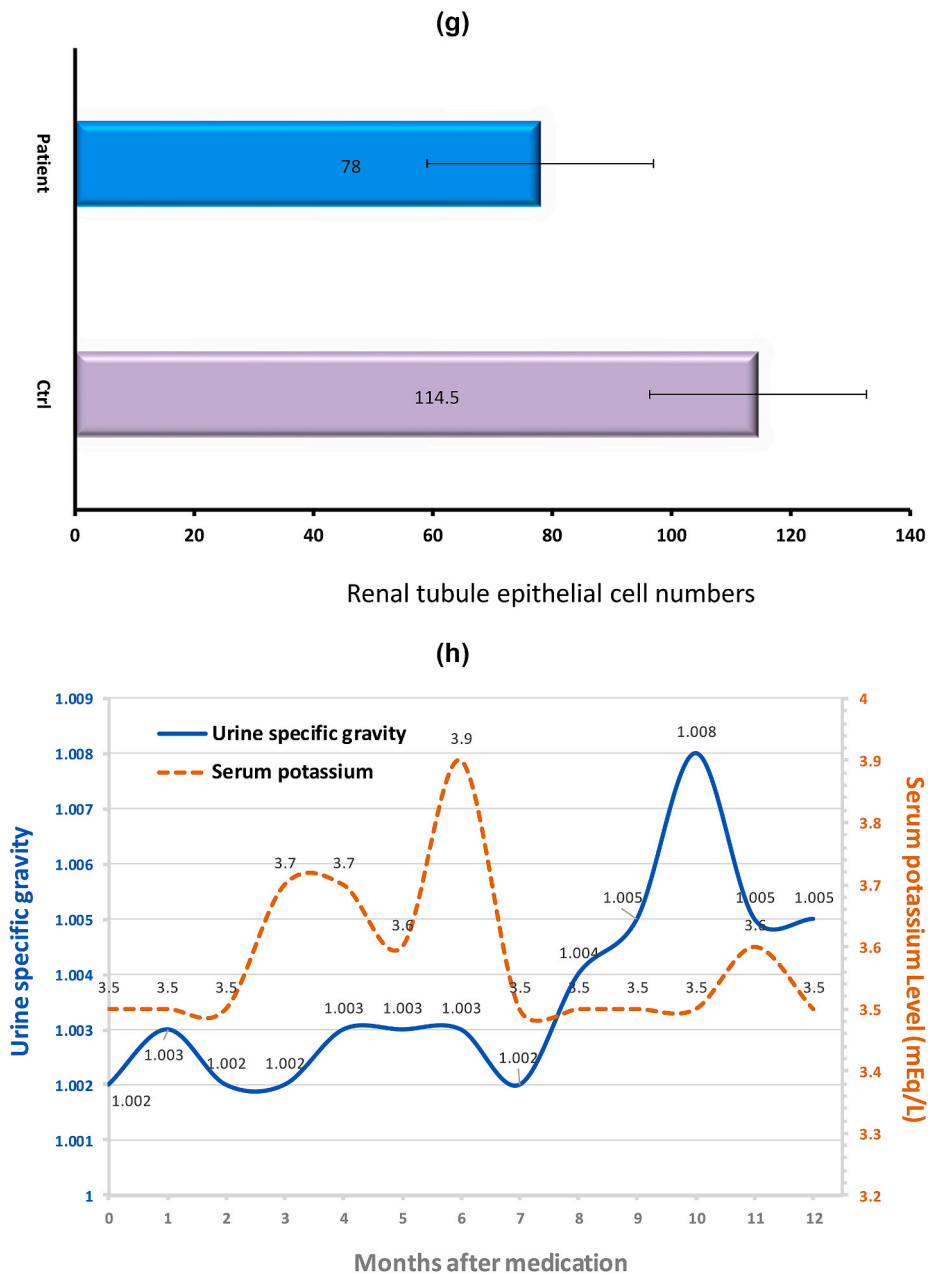 (g)
Patient
78
Ctrl
114.5
0 20 40 60 80 100 120 140
Renal tubule epithelial cell numbers
(h)
Urine specific gravity
1.009
1.008
1.007
1.006
1.005
1.004
1.003
1.002
1.001
1
Urine specific gravity
Serum potassium
3.5 3.5 3.5 3.7 3.7 3.6 3.9 3.5 3.5 3.5 3.5 3.6 3.5
1.002 1.003 1.002 1.002 1.003 1.003 1.003 1.002 1.004 1.005 1.008 1.005 1.005
4
3.9
3.8
3.7
3.6
3.5
3.4
3.3
3.2
Serum potassium Level (mEq/L)
0 1 2 3 4 5 6 7 8 9 10 11 12
Months after medication